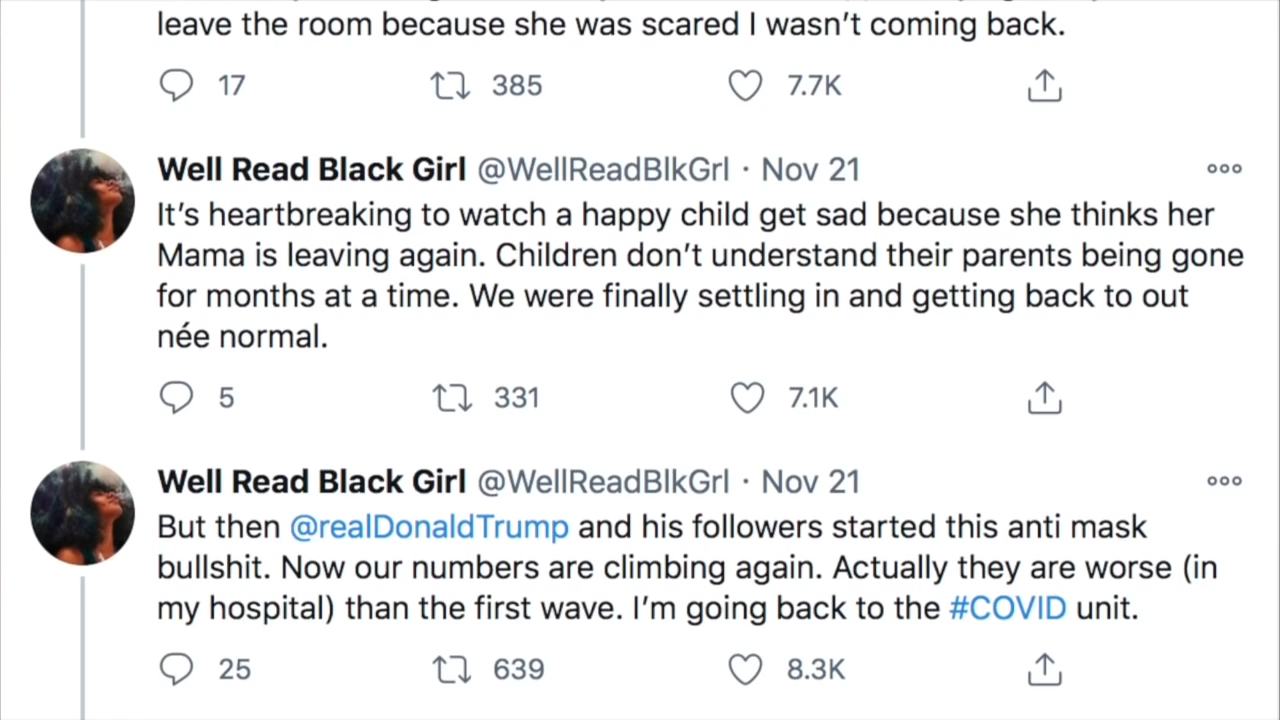 leave the room because she was scared I wasn't coming back.
17 385 7.7K
Well Read Black Girl @WellReadBlkGrl · Nov 21
It's heartbreaking to watch a happy child get sad because she thinks her
Mama is leaving again. Children don't understand their parents being gone
for months at a time. We were finally settling in and getting back to out
née normal.
5 331 7.1K
Well Read Black Girl @WellReadBlkGrl · Nov 21
But then @realDonaldTrump and his followers started this anti mask
bullshit. Now our numbers are climbing again. Actually they are worse (in
my hospital) than the first wave. I'm going back to the #COVID unit.
25 639 8.3K